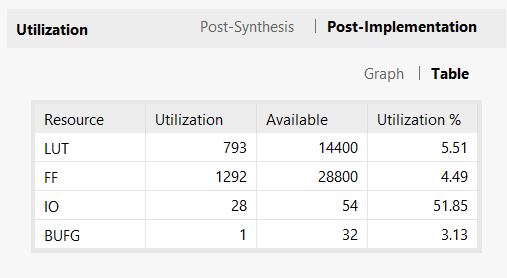 Utilization Post-Synthesis | Post-Implementation
Graph | Table
Resource Utilization Available Utilization %
LUT 793 14400 5.51
FF 1292 28800 4.49
IO 28 54 51.85
BUFG 1 32 3.13